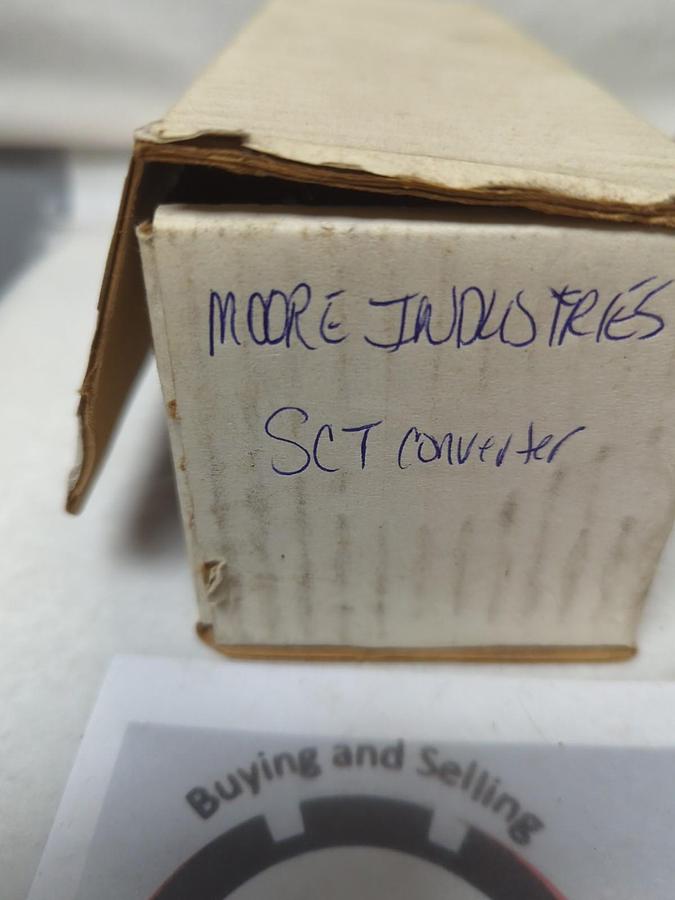 MOORE INDUSTRIES
SCT converter
Buying and Selling